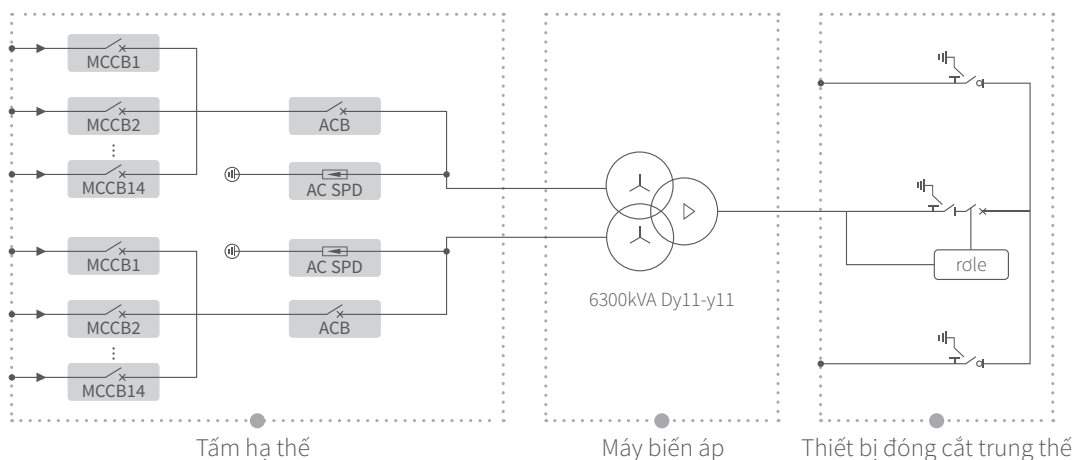 MCCB1
MCCB2
MCCB14
ACB
AC SPD
MCCB1
MCCB2
MCCB14
AC SPD
ACB
6300kVA Dy11-y11
rơle
Tấm hạ thế
Máy biến áp
Thiết bị đóng cắt trung thế